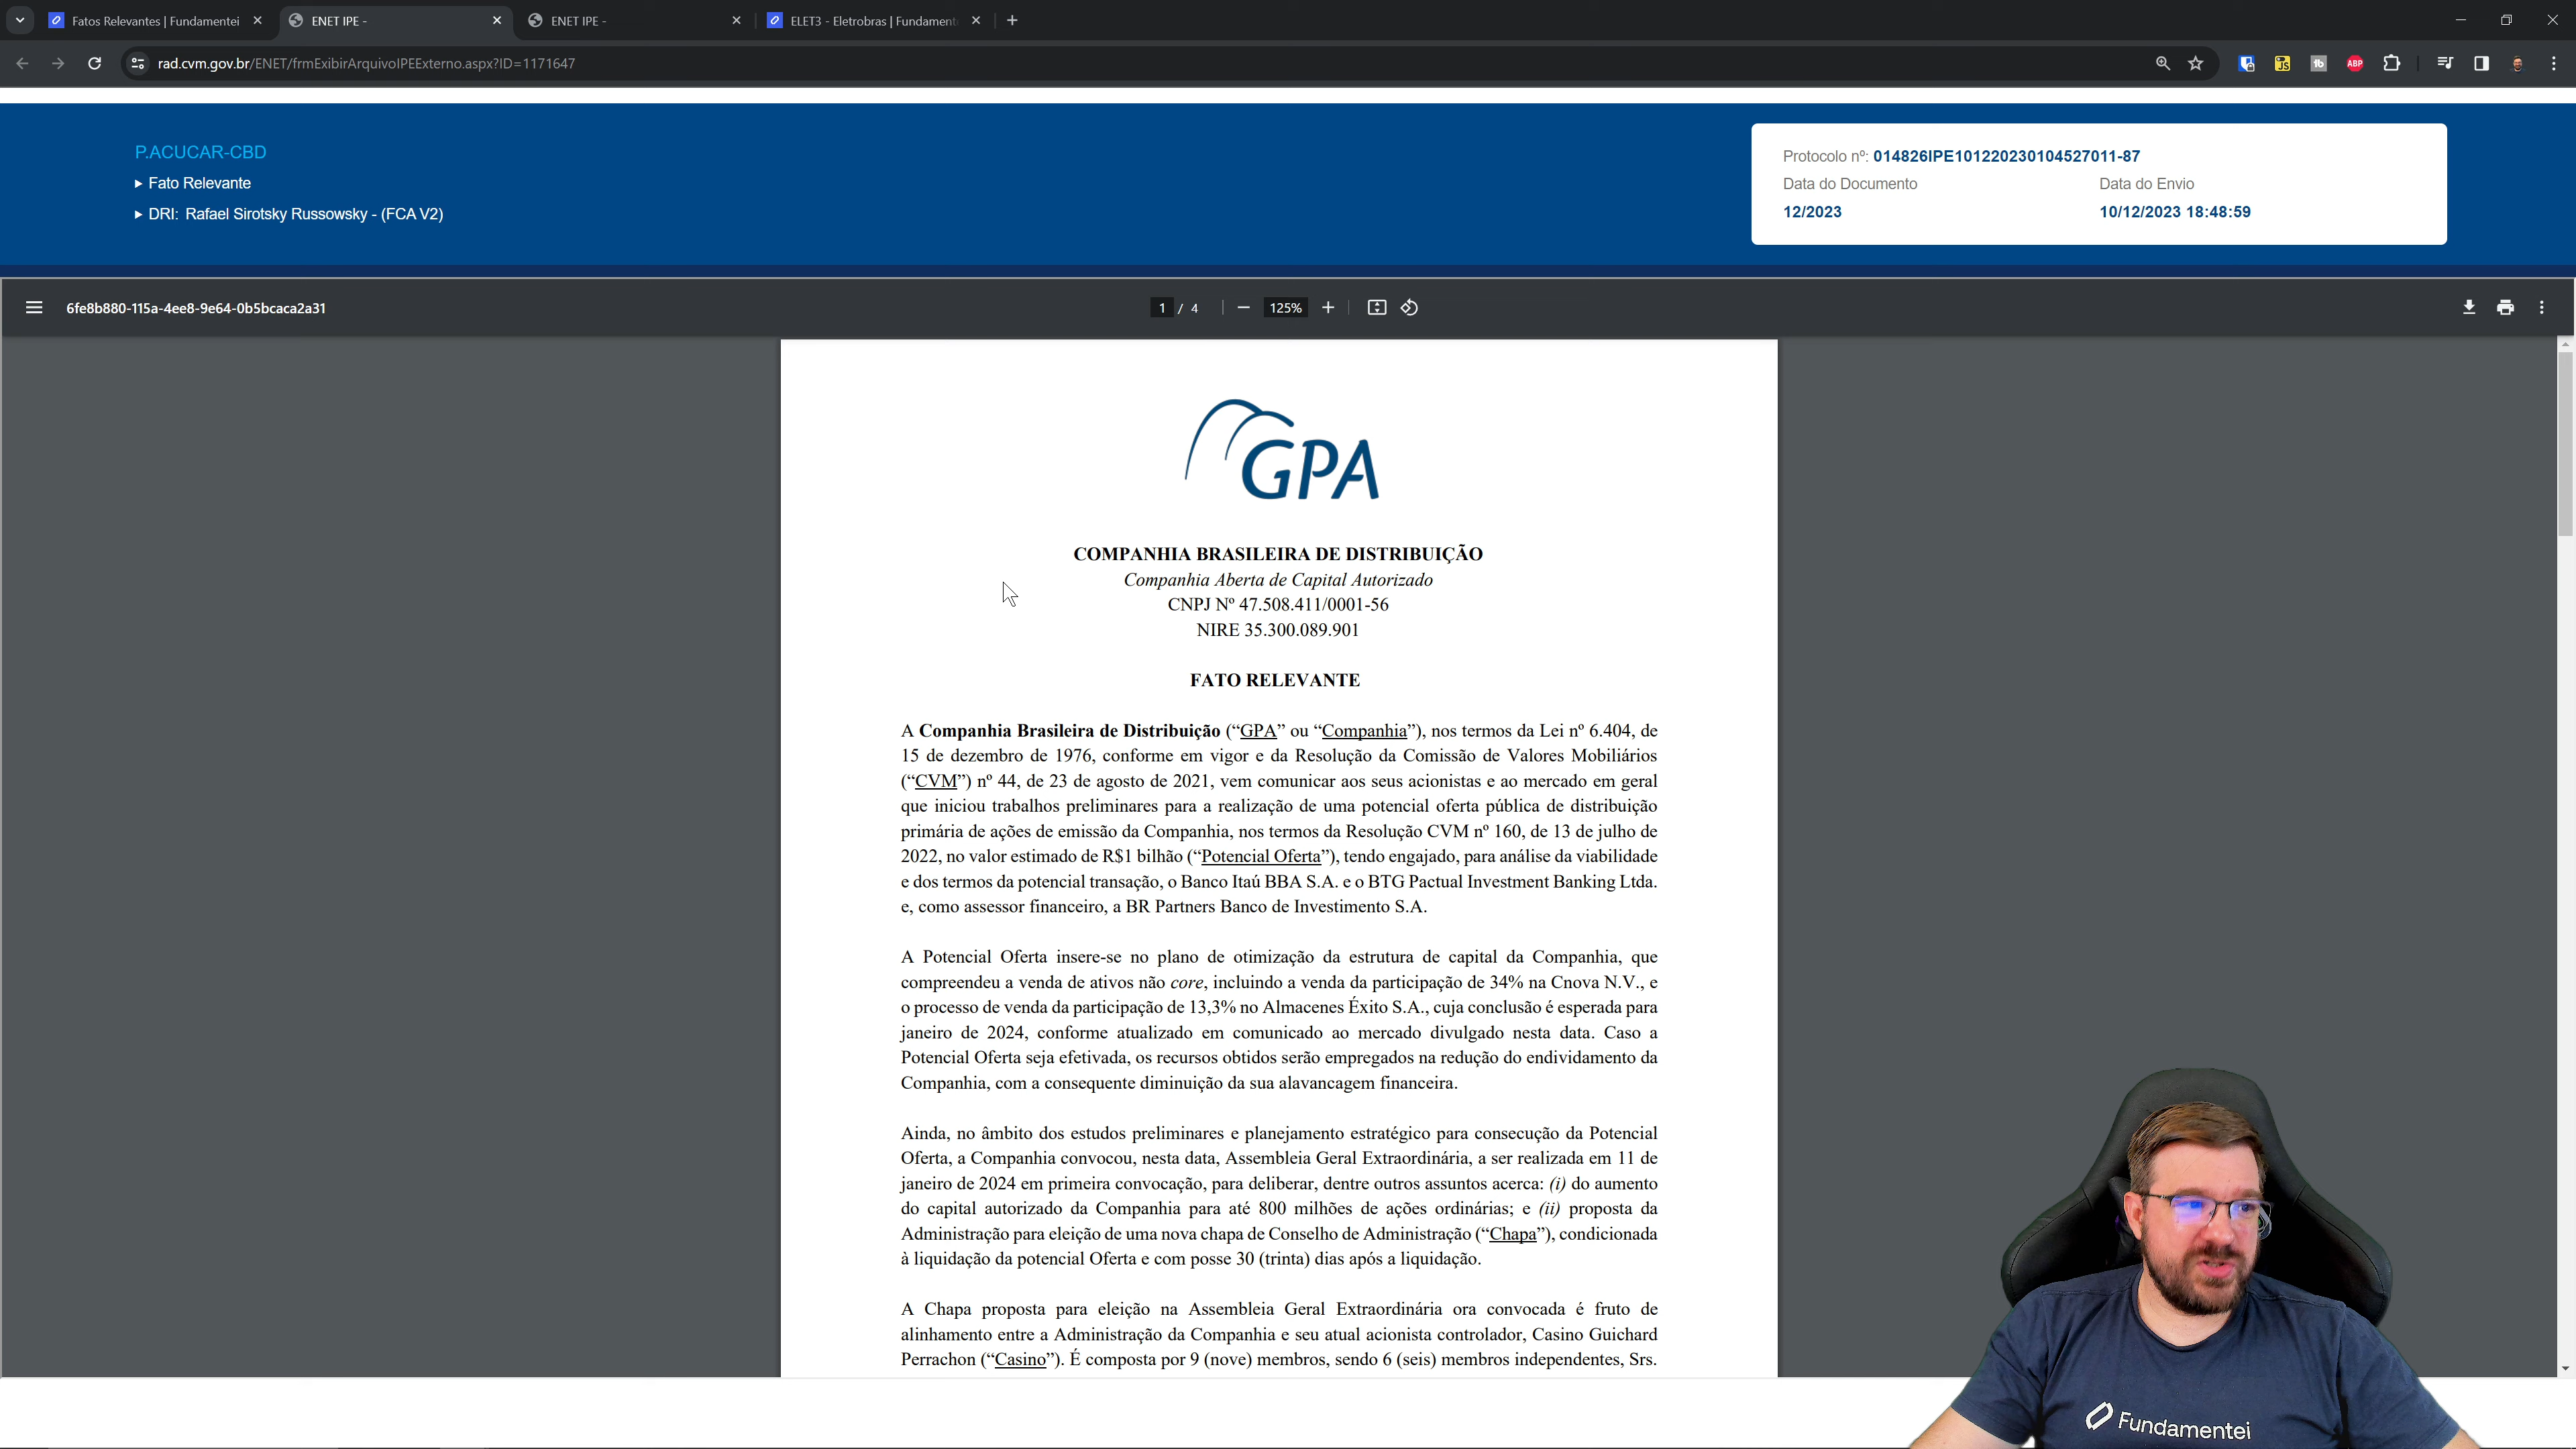 Fatos Relevantes | Fundamentei
ENET IPE -
ENET IPE -
ELET3 - Eletrobras | Fundament
rad.cvm.gov.br/ENET/frmExibirArquivoIPEExterno.aspx?ID=1171647
JS
tb
ABP
P.ACUCAR-CBD
Fato Relevante
DRI: Rafael Sirotsky Russowsky - (FCA V2)
Protocolo nº: 014826IPE101220230104527011-87
Data do Documento
Data do Envio
12/2023
10/12/2023 18:48:59
6fe8b880-115a-4ee8-9e64-0b5bcaca2a31
1 / 4
125%
GPA
COMPANHIA BRASILEIRA DE DISTRIBUIÇÃO
Companhia Aberta de Capital Autorizado
CNPJ Nº 47.508.411/0001-56
NIRE 35.300.089.901
FATO RELEVANTE
A Companhia Brasileira de Distribuição (“GPA” ou “Companhia”), nos termos da Lei nº 6.404, de
15 de dezembro de 1976, conforme em vigor e da Resolução da Comissão de Valores Mobiliários
(“CVM”) nº 44, de 23 de agosto de 2021, vem comunicar aos seus acionistas e ao mercado em geral
que iniciou trabalhos preliminares para a realização de uma potencial oferta pública de distribuição
primária de ações de emissão da Companhia, nos termos da Resolução CVM nº 160, de 13 de julho de
2022, no valor estimado de R$1 bilhão (“Potencial Oferta”), tendo engajado, para análise da viabilidade
e dos termos da potencial transação, o Banco Itaú BBA S.A. e o BTG Pactual Investment Banking Ltda.
e, como assessor financeiro, a BR Partners Banco de Investimento S.A.
A Potencial Oferta insere-se no plano de otimização da estrutura de capital da Companhia, que
compreendeu a venda de ativos não core, incluindo a venda da participação de 34% na Cnova N.V., e
o processo de venda da participação de 13,3% no Almacenes Éxito S.A., cuja conclusão é esperada para
janeiro de 2024, conforme atualizado em comunicado ao mercado divulgado nesta data. Caso a
Potencial Oferta seja efetivada, os recursos obtidos serão empregados na redução do endividamento da
Companhia, com a consequente diminuição da sua alavancagem financeira.
Ainda, no âmbito dos estudos preliminares e planejamento estratégico para consecução da Potencial
Oferta, a Companhia convocou, nesta data, Assembleia Geral Extraordinária, a ser realizada em 11 de
janeiro de 2024 em primeira convocação, para deliberar, dentre outros assuntos acerca: (i) do aumento
do capital autorizado da Companhia para até 800 milhões de ações ordinárias; e (ii) proposta da
Administração para eleição de uma nova chapa de Conselho de Administração (“Chapa”), condicionada
à liquidação da potencial Oferta e com posse 30 (trinta) dias após a liquidação.
A Chapa proposta para eleição na Assembleia Geral Extraordinária ora convocada é fruto de
alinhamento entre a Administração da Companhia e seu atual acionista controlador, Casino Guichard
Perrachon (“Casino”). É composta por 9 (nove) membros, sendo 6 (seis) membros independentes, Srs.
Fundamentei